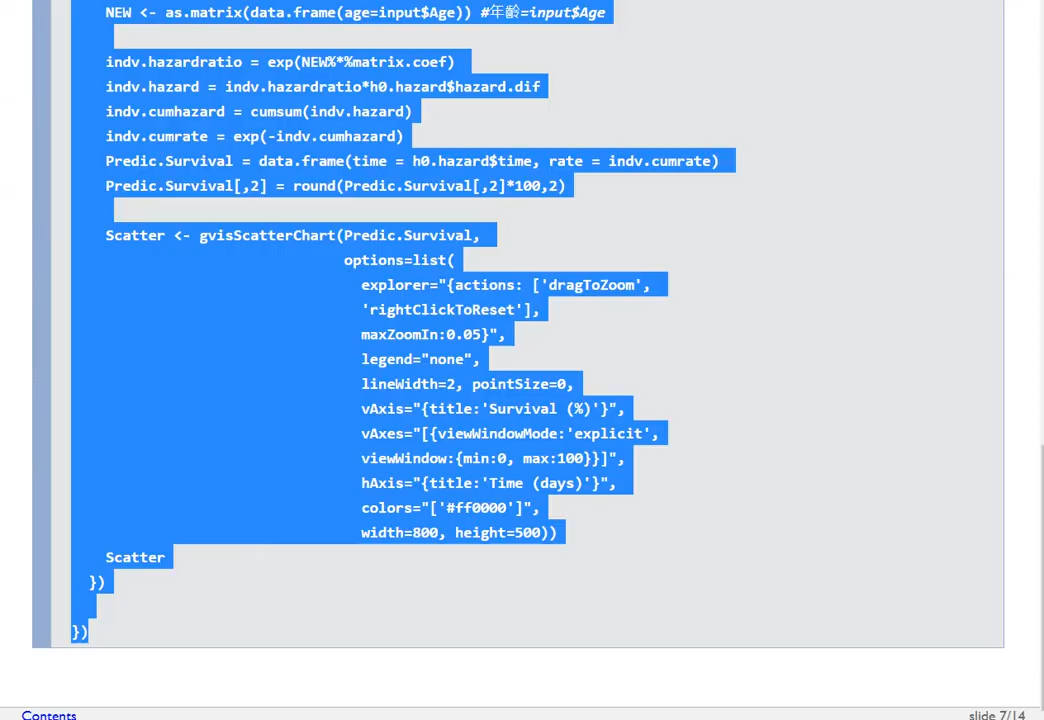 NEW <- as.matrix(data.frame(age=input$Age)) #年齡=input$Age
indv.hazardratio = exp(NEW%*%matrix.coef)
indv.hazard = indv.hazardratio*h0.hazard$hazard.dif
indv.cumhazard = cumsum(indv.hazard)
indv.cumrate = exp(-indv.cumhazard)
Predic.Survival = data.frame(time = h0.hazard$time, rate = indv.cumrate)
Predic.Survival[,2] = round(Predic.Survival[,2]*100,2)
Scatter <- gvisScatterChart(Predic.Survival,
options=list(
explorer="{actions: ['dragToZoom',
'rightClickToReset'],
maxZoomIn:0.05}",
legend="none",
lineWidth=2, pointSize=0,
vAxis="{title:'Survival (%)'}",
vAxes="[{viewWindowMode:'explicit',
viewWindow:{min:0, max:100}}]",
hAxis="{title:'Time (days)'}",
colors="['#ff0000']",
width=800, height=500))
Scatter
})
})
Contents
slide 7/14